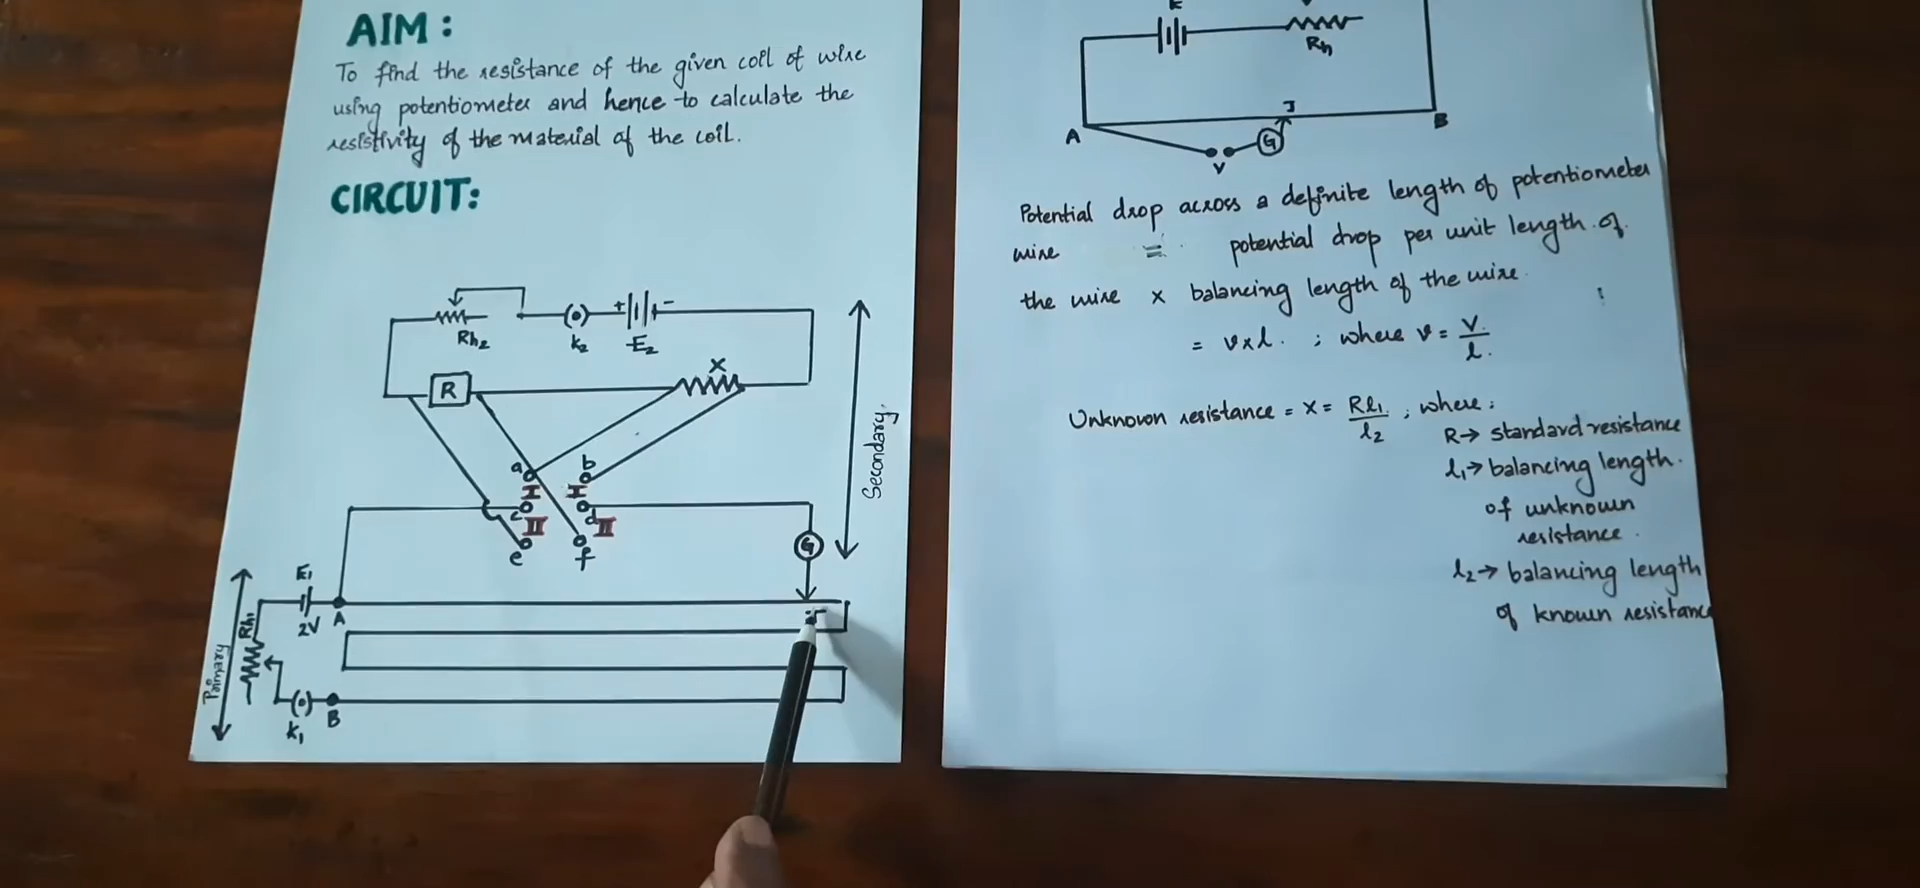 AIM:
To find the resistance of the given coil of wire
using potentiometer and hence to calculate the
resistivity of the material of the coil.
CIRCUIT:
Rh2
K2
+ -
E2
R
X
a
b
I
I
c
d
II
II
e
f
G
Secondary.
E1
2V
A
Rh1
Primary
K1
B
J
E
Rh
J
A
B
G
V
Potential drop across a definite length of potentiometer
wire = potential drop per unit length of
the wire x balancing length of the wire.
= v x l. ; where v = V/l.
Unknown resistance = X = Rl1/l2 , where:
R → standard resistance
l1 → balancing length.
of unknown
resistance.
l2 → balancing length
of known resistance